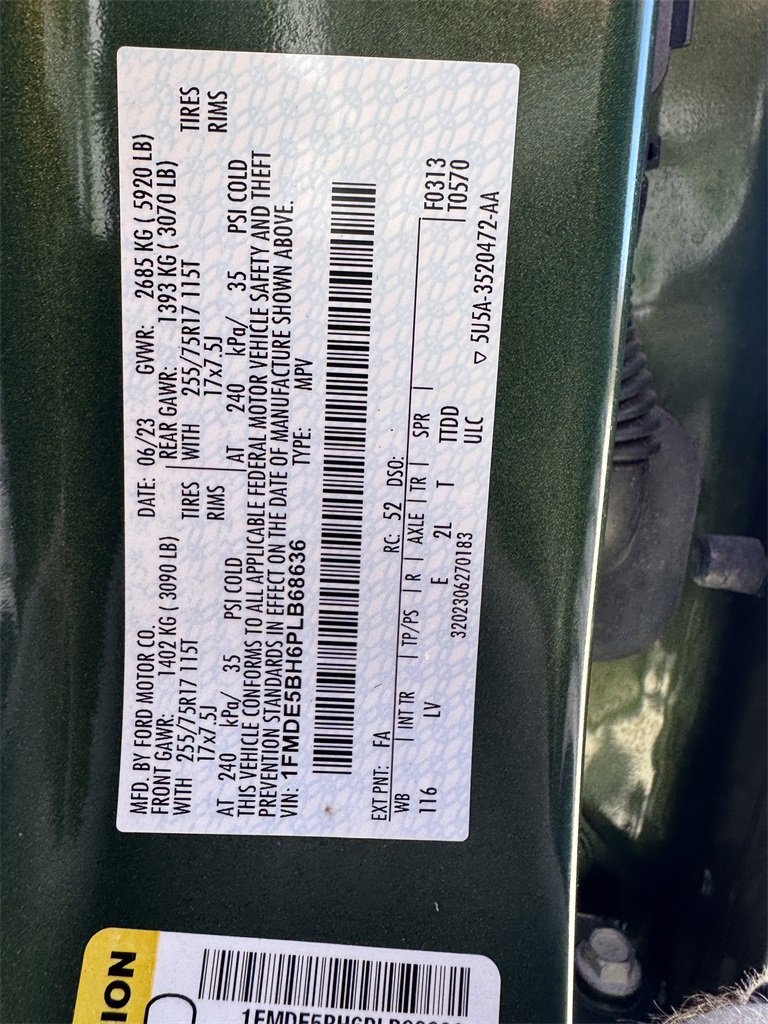 MFD. BY FORD MOTOR CO. DATE: 06/23 GVWR: 2685 KG ( 5920 LB)
FRONT GAWR: 1402 KG ( 3090 LB) REAR GAWR: 1393 KG ( 3070 LB)
WITH 255/75R17 115T TIRES WITH 255/75R17 115T TIRES
17x7.5J RIMS 17x7.5J RIMS
AT 240 kPa/ 35 PSI COLD AT 240 kPa/ 35 PSI COLD
THIS VEHICLE CONFORMS TO ALL APPLICABLE FEDERAL MOTOR VEHICLE SAFETY AND THEFT
PREVENTION STANDARDS IN EFFECT ON THE DATE OF MANUFACTURE SHOWN ABOVE.
VIN: 1FMDE5BH6PLB68636 TYPE: MPV
EXT PNT: FA RC: 52 DSO:
WB INT TR TP/PS R AXLE TR SPR F0313
116 LV E 2L T TTDD T0570
3202306270183 ULC
▽ 5U5A-3520472-AA
ION